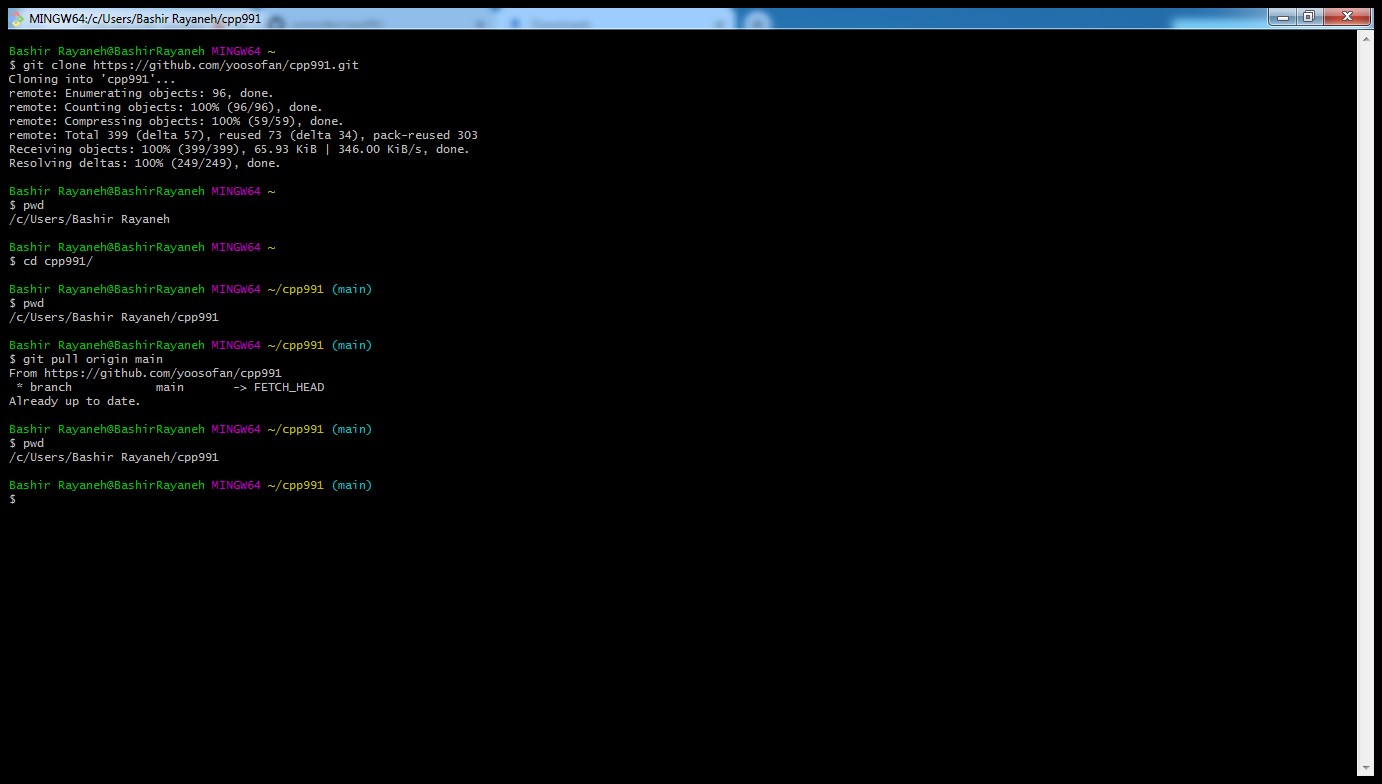 MINGW64:/c/Users/Bashir Rayaneh/cpp991
Bashir Rayaneh@BashirRayaneh MINGW64 ~
$ git clone https://github.com/yoosofan/cpp991.git
Cloning into 'cpp991'...
remote: Enumerating objects: 96, done.
remote: Counting objects: 100% (96/96), done.
remote: Compressing objects: 100% (59/59), done.
remote: Total 399 (delta 57), reused 73 (delta 34), pack-reused 303
Receiving objects: 100% (399/399), 65.93 KiB | 346.00 KiB/s, done.
Resolving deltas: 100% (249/249), done.
Bashir Rayaneh@BashirRayaneh MINGW64 ~
$ pwd
/c/Users/Bashir Rayaneh
Bashir Rayaneh@BashirRayaneh MINGW64 ~
$ cd cpp991/
Bashir Rayaneh@BashirRayaneh MINGW64 ~/cpp991 (main)
$ pwd
/c/Users/Bashir Rayaneh/cpp991
Bashir Rayaneh@BashirRayaneh MINGW64 ~/cpp991 (main)
$ git pull origin main
From https://github.com/yoosofan/cpp991
 * branch            main       -> FETCH_HEAD
Already up to date.
Bashir Rayaneh@BashirRayaneh MINGW64 ~/cpp991 (main)
$ pwd
/c/Users/Bashir Rayaneh/cpp991
Bashir Rayaneh@BashirRayaneh MINGW64 ~/cpp991 (main)
$